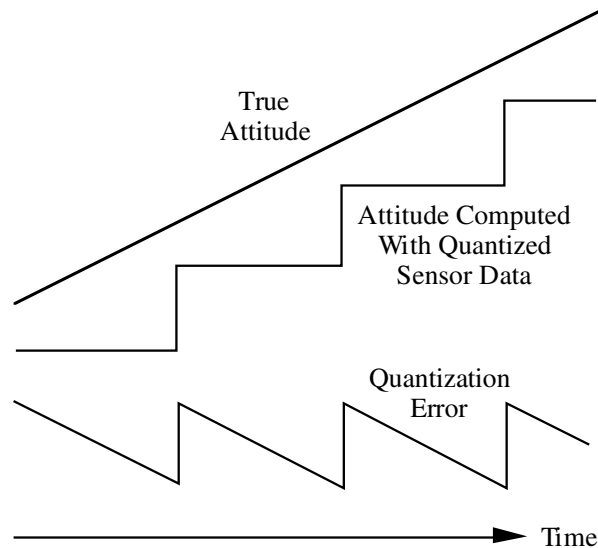 True
Attitude
Attitude Computed
With Quantized
Sensor Data
Quantization
Error
Time